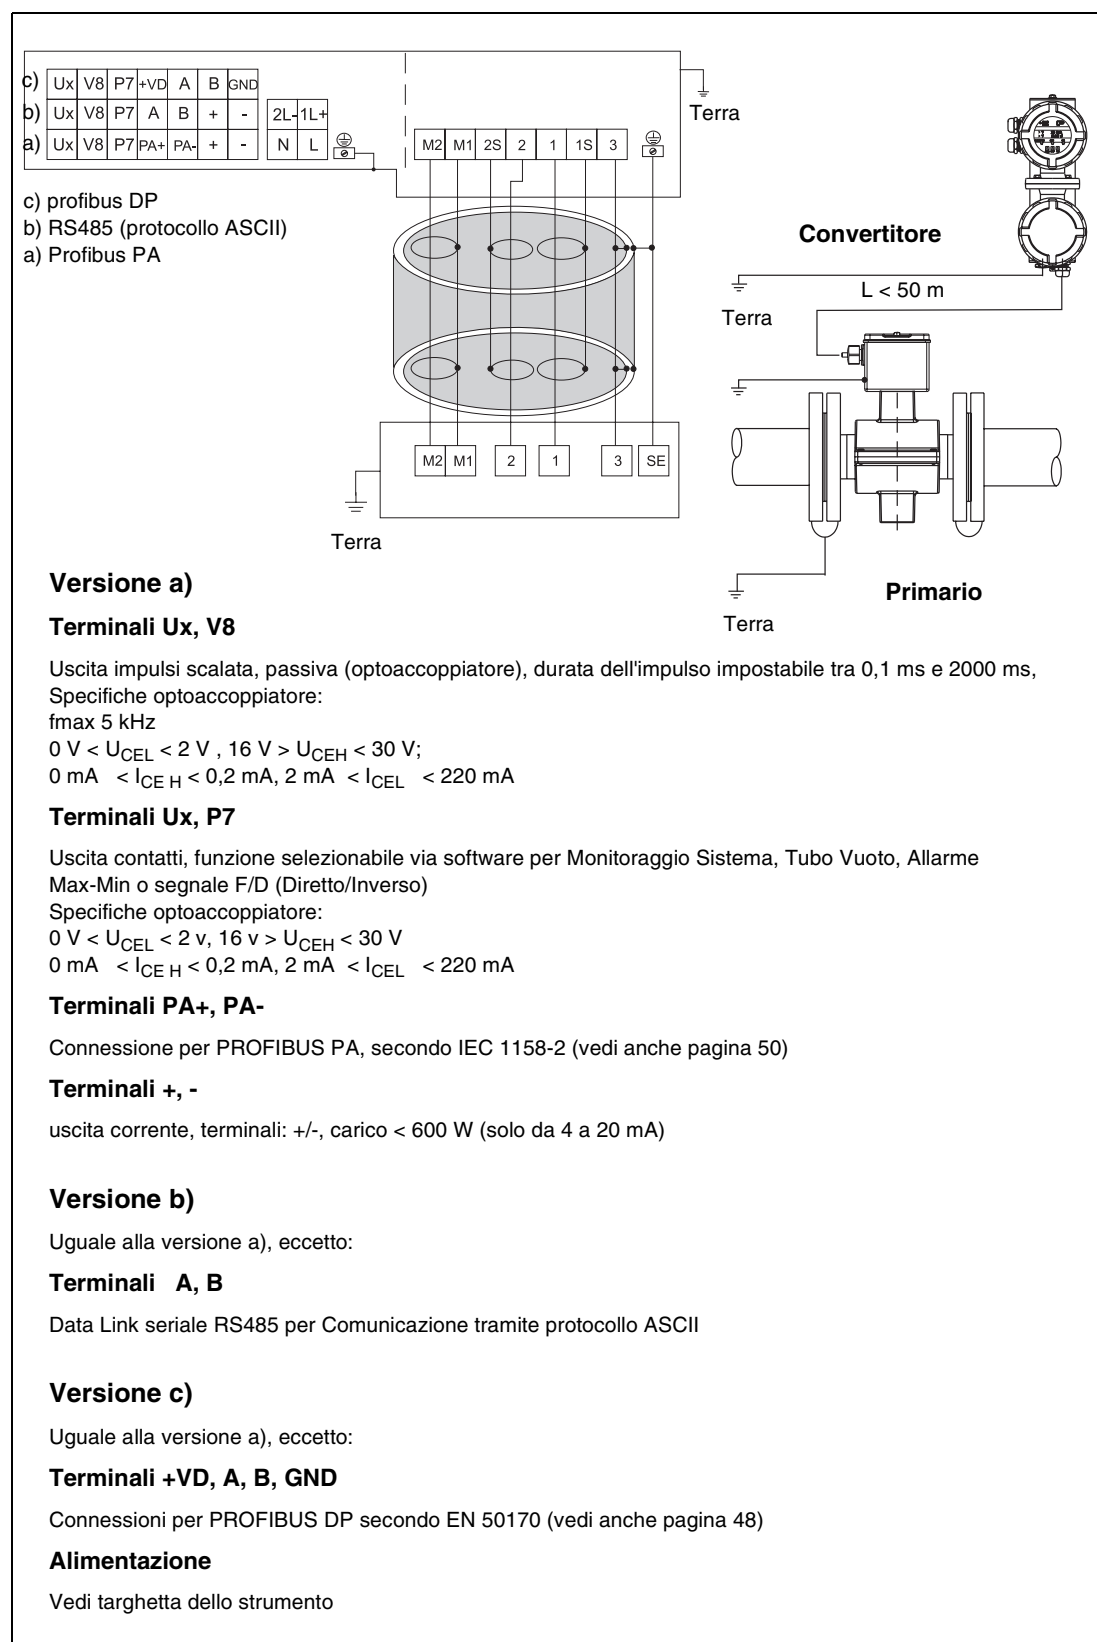 c) Ux V8 P7 +VD A B GND
b) Ux V8 P7 A B + - 2L- 1L+
a) Ux V8 P7 PA+ PA- + - N L
M2 M1 2S 2 1 1S 3
Terra
c) profibus DP
b) RS485 (protocollo ASCII)
a) Profibus PA
Convertitore
L < 50 m
Terra
M2 M1 2 1 3 SE
Terra
Primario
Terra
Versione a)
Terminali Ux, V8
Uscita impulsi scalata, passiva (optoaccoppiatore), durata dell'impulso impostabile tra 0,1 ms e 2000 ms,
Specifiche optoaccoppiatore:
fmax 5 kHz
0 V < UCEL < 2 V , 16 V > UCEH < 30 V;
0 mA < ICE H < 0,2 mA, 2 mA < ICEL < 220 mA
Terminali Ux, P7
Uscita contatti, funzione selezionabile via software per Monitoraggio Sistema, Tubo Vuoto, Allarme
Max-Min o segnale F/D (Diretto/Inverso)
Specifiche optoaccoppiatore:
0 V < UCEL < 2 v, 16 v > UCEH < 30 V
0 mA < ICE H < 0,2 mA, 2 mA < ICEL < 220 mA
Terminali PA+, PA-
Connessione per PROFIBUS PA, secondo IEC 1158-2 (vedi anche pagina 50)
Terminali +, -
uscita corrente, terminali: +/-, carico < 600 W (solo da 4 a 20 mA)
Versione b)
Uguale alla versione a), eccetto:
Terminali A, B
Data Link seriale RS485 per Comunicazione tramite protocollo ASCII
Versione c)
Uguale alla versione a), eccetto:
Terminali +VD, A, B, GND
Connessioni per PROFIBUS DP secondo EN 50170 (vedi anche pagina 48)
Alimentazione
Vedi targhetta dello strumento